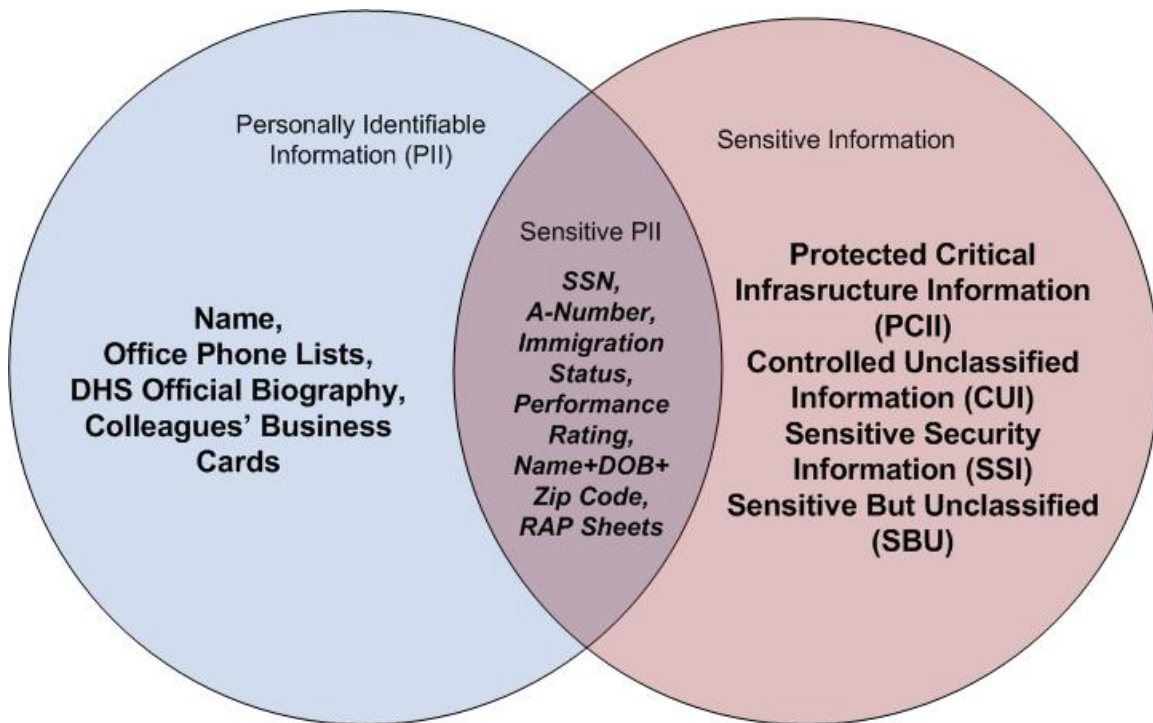 Personally Identifiable
Information (PII)
Name,
Office Phone Lists,
DHS Official Biography,
Colleagues’ Business
Cards
Sensitive PII
SSN,
A-Number,
Immigration
Status,
Performance
Rating,
Name+DOB+
Zip Code,
RAP Sheets
Sensitive Information
Protected Critical
Infrasructure Information
(PCII)
Controlled Unclassified
Information (CUI)
Sensitive Security
Information (SSI)
Sensitive But Unclassified
(SBU)